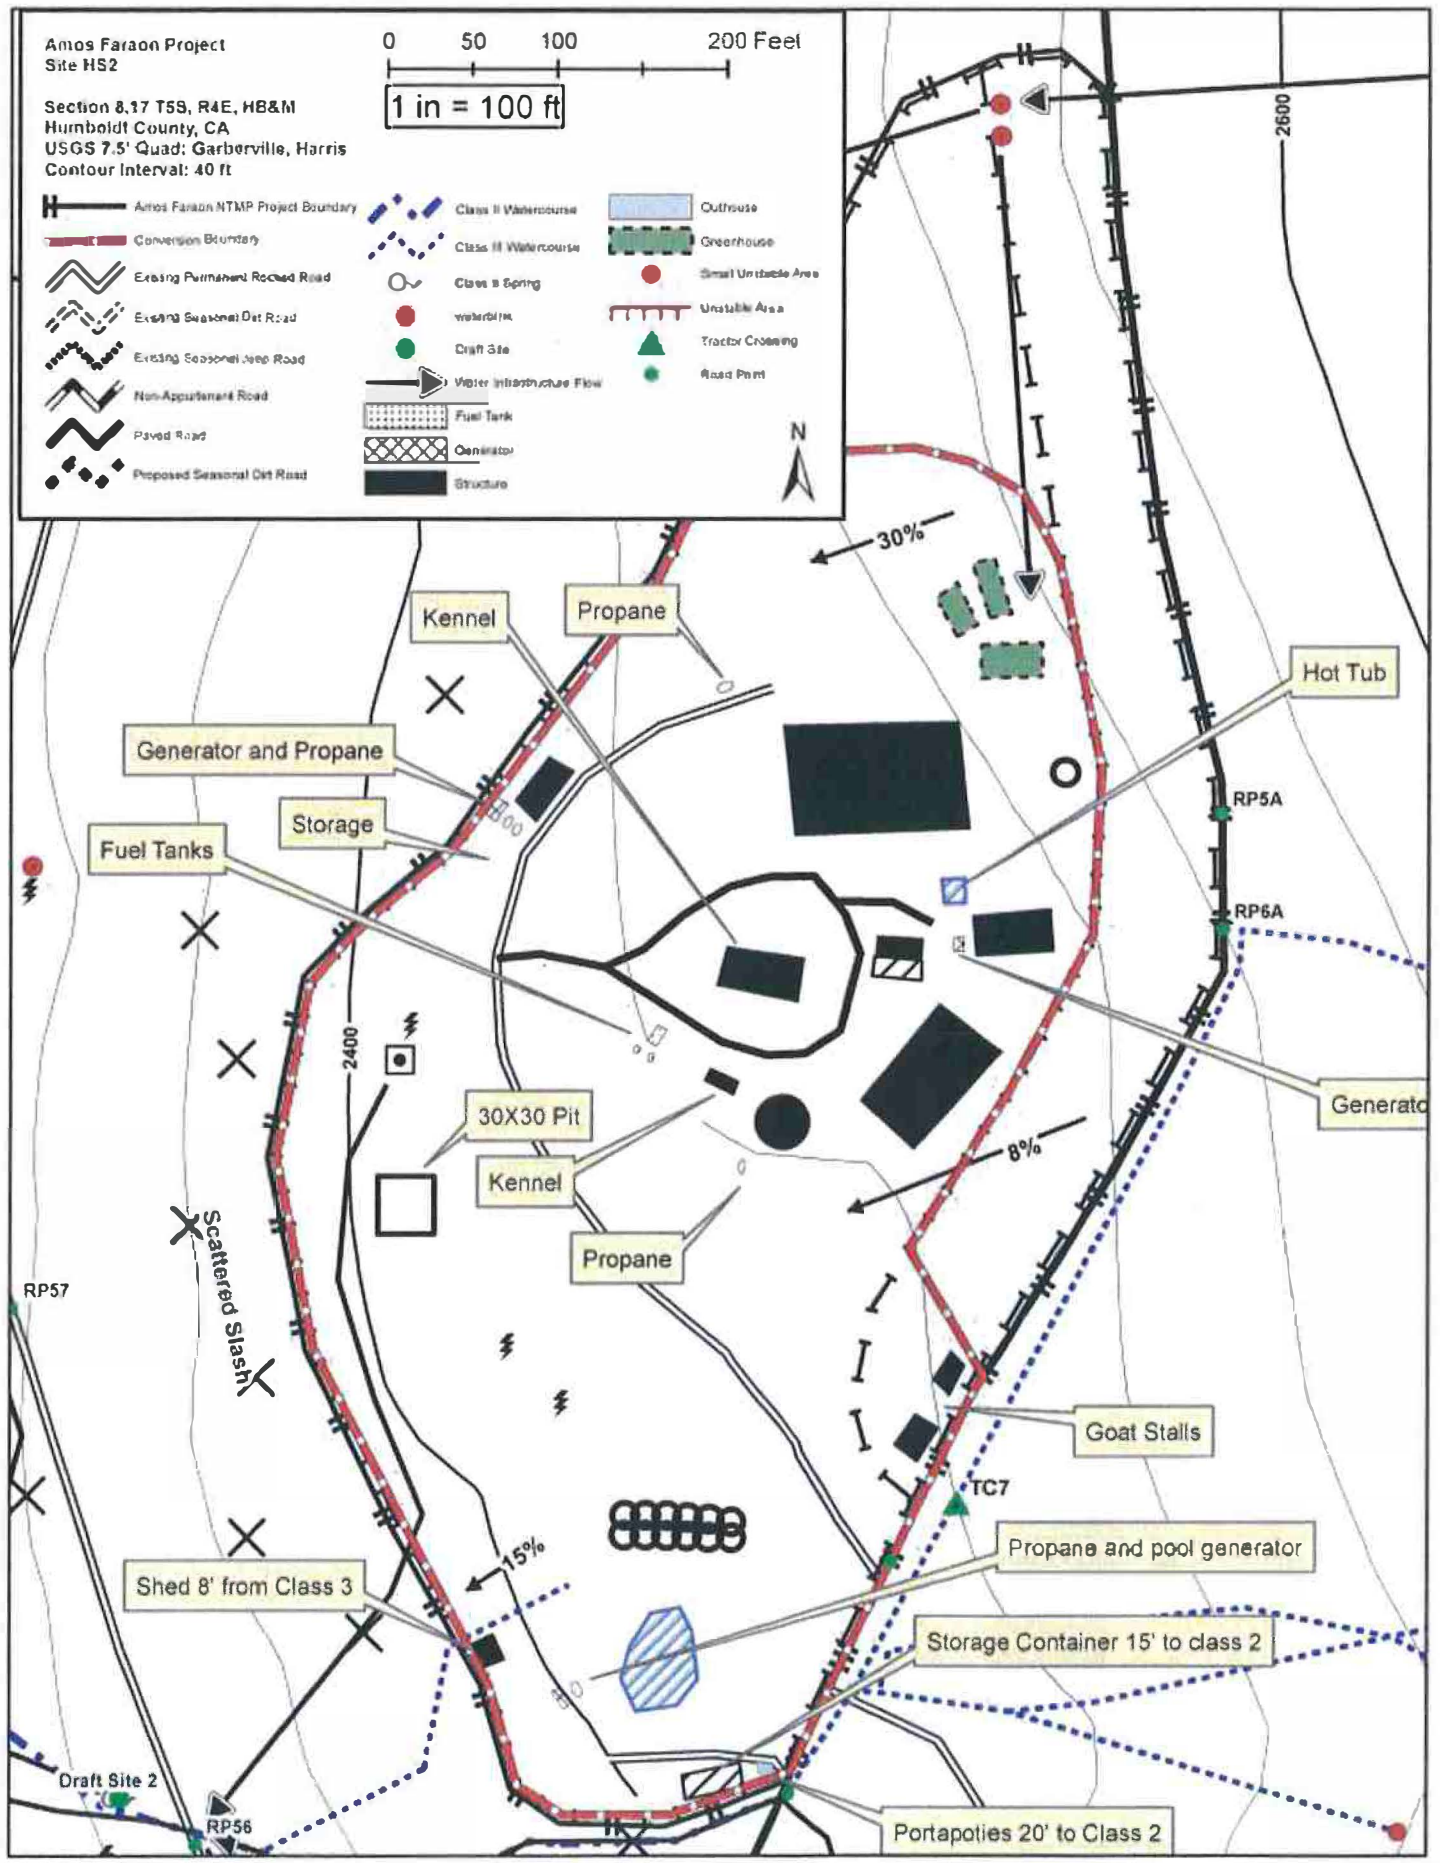 Amos Faraon Project
Site HS2
Section 8,17 T5S, R4E, HB&M
Humboldt County, CA
USGS 7.5' Quad: Garberville, Harris
Contour Interval: 40 ft
0 50 100 200 Feet
1 in = 100 ft
Amos Faraon NTMP Project Boundary
Conversion Boundary
Existing Permanent Rocked Road
Existing Seasonal Dirt Road
Existing Seasonal Jeep Road
Non-Appurtenant Road
Paved Road
Proposed Seasonal Dirt Road
Class II Watercourse
Class III Watercourse
Class II Spring
Draft Site
Water Infrastructure Flow
Fuel Tank
Generator
Structure
Outhouse
Greenhouse
Small Unstable Area
Unstable Area
Tractor Crossing
Road Point
N
2600
30%
Kennel
Propane
Hot Tub
Generator and Propane
Storage
Fuel Tanks
RP5A
RP6A
2400
30X30 Pit
Generato
8%
Kennel
Propane
Scattered Slash
RP57
Goat Stalls
TC7
15%
Propane and pool generator
Shed 8' from Class 3
Storage Container 15' to class 2
Draft Site 2
RP56
Portapoties 20' to Class 2